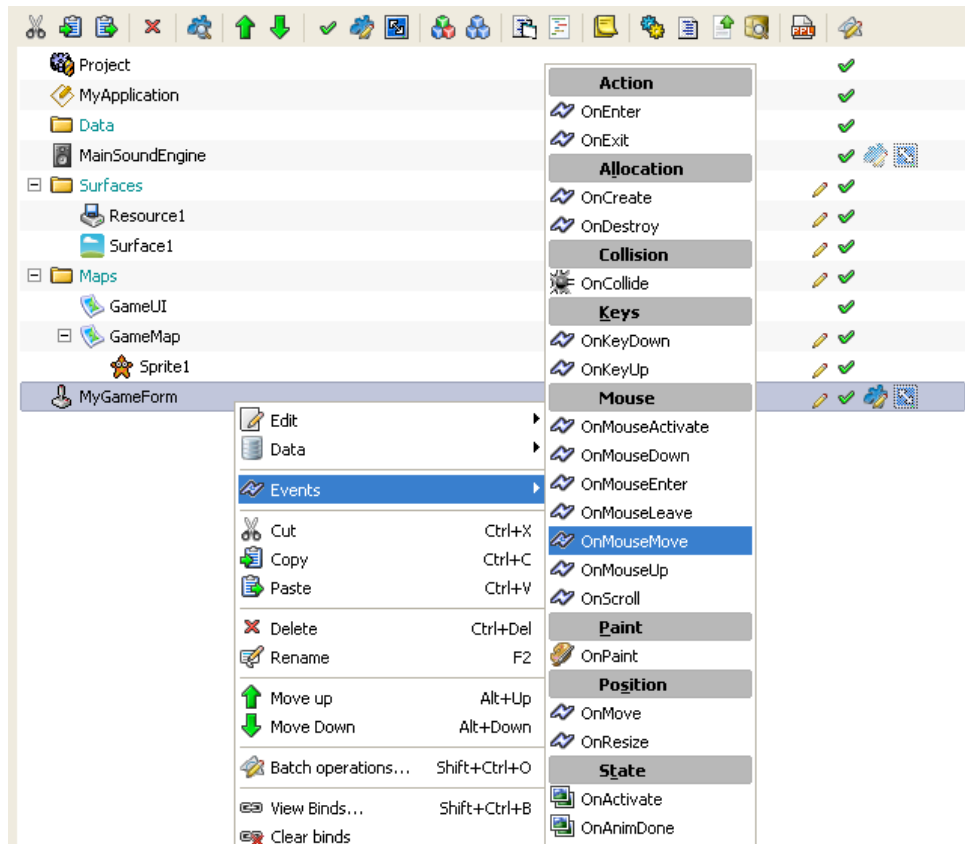 Project
MyApplication
Data
MainSoundEngine
Surfaces
Resource1
Surface1
Maps
GameUI
GameMap
Sprite1
MyGameForm
Edit
Data
Events
Cut Ctrl+X
Copy Ctrl+C
Paste Ctrl+V
Delete Ctrl+Del
Rename F2
Move up Alt+Up
Move Down Alt+Down
Batch operations... Shift+Ctrl+O
View Binds... Shift+Ctrl+B
Clear binds
Action
OnEnter
OnExit
Allocation
OnCreate
OnDestroy
Collision
OnCollide
Keys
OnKeyDown
OnKeyUp
Mouse
OnMouseActivate
OnMouseDown
OnMouseEnter
OnMouseLeave
OnMouseMove
OnMouseUp
OnScroll
Paint
OnPaint
Position
OnMove
OnResize
State
OnActivate
OnAnimDone